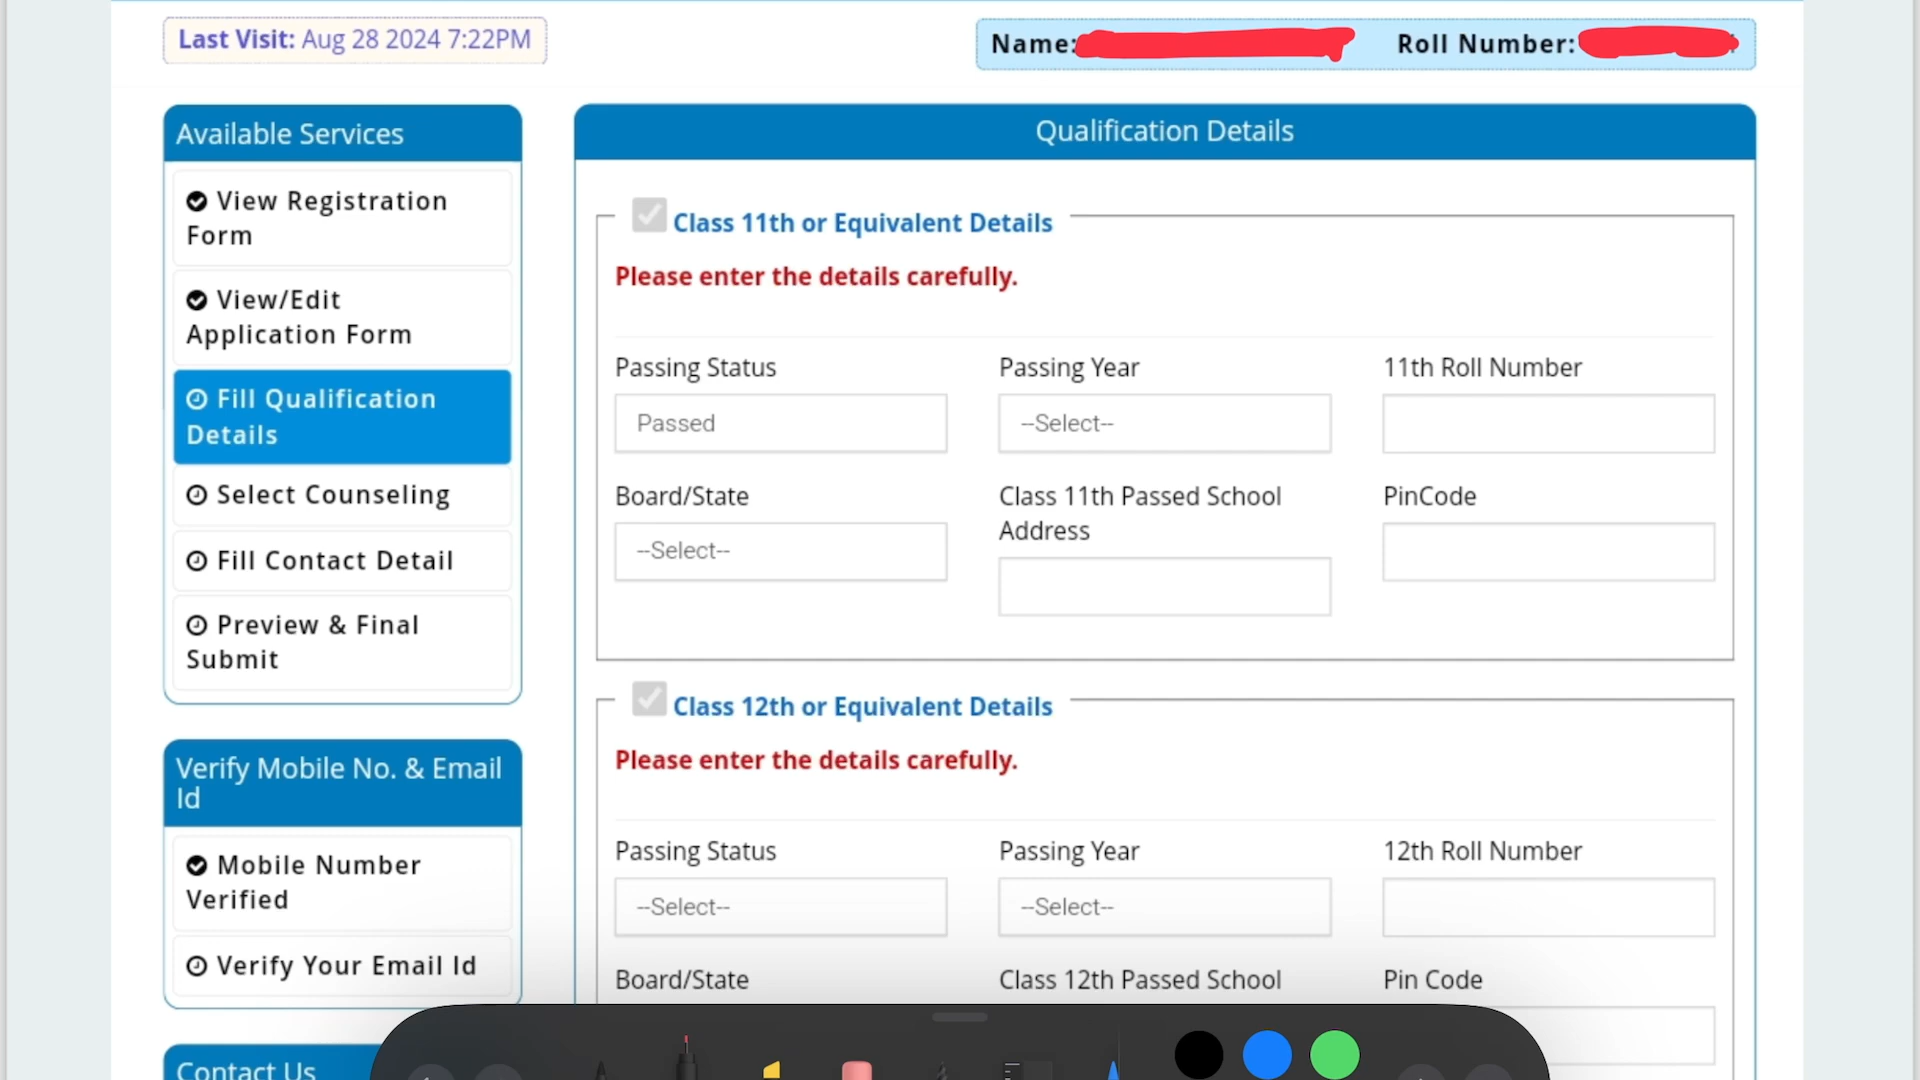 Last Visit: Aug 28 2024 7:22PM
Name:
Roll Number:
Available Services
View Registration
Form
View/Edit
Application Form
Fill Qualification
Details
Select Counseling
Fill Contact Detail
Preview & Final
Submit
Verify Mobile No. & Email
Id
Mobile Number
Verified
Verify Your Email Id
Contact Us
Qualification Details
Class 11th or Equivalent Details
Please enter the details carefully.
Passing Status
Passing Year
11th Roll Number
Passed
--Select--
Board/State
Class 11th Passed School
Address
PinCode
--Select--
Class 12th or Equivalent Details
Please enter the details carefully.
Passing Status
Passing Year
12th Roll Number
--Select--
--Select--
Board/State
Class 12th Passed School
Pin Code